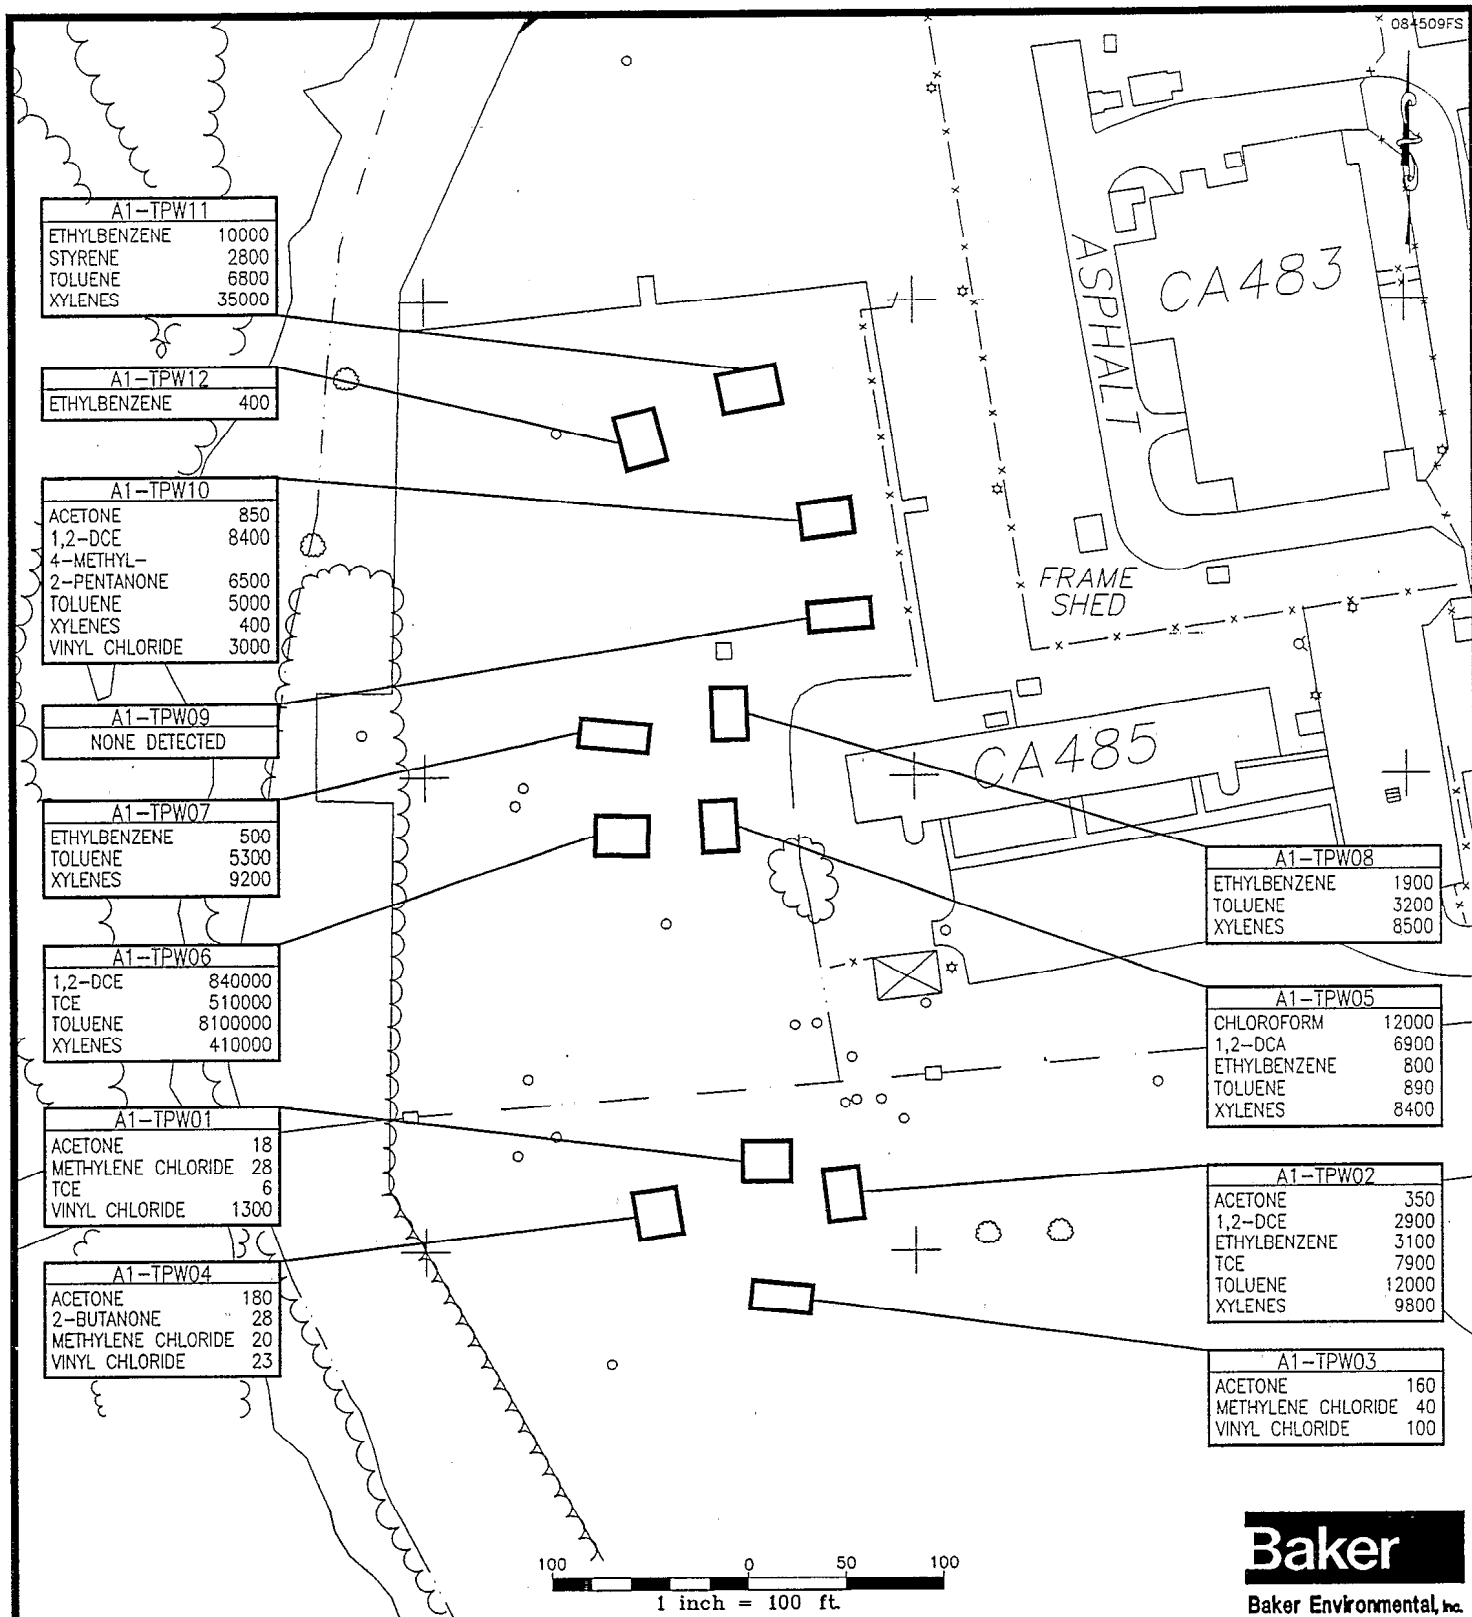 084509FS
A1-TPW11
ETHYLBENZENE 10000
STYRENE 2800
TOLUENE 6800
XYLENES 35000
A1-TPW12
ETHYLBENZENE 400
A1-TPW10
ACETONE 850
1,2-DCE 8400
4-METHYL-
2-PENTANONE 6500
TOLUENE 5000
XYLENES 400
VINYL CHLORIDE 3000
A1-TPW09
NONE DETECTED
A1-TPW07
ETHYLBENZENE 500
TOLUENE 5300
XYLENES 9200
A1-TPW06
1,2-DCE 840000
TCE 510000
TOLUENE 8100000
XYLENES 410000
A1-TPW01
ACETONE 18
METHYLENE CHLORIDE 28
TCE 6
VINYL CHLORIDE 1300
A1-TPW04
ACETONE 180
2-BUTANONE 28
METHYLENE CHLORIDE 20
VINYL CHLORIDE 23
ASPHALT
CA483
FRAME
SHED
CA485
A1-TPW08
ETHYLBENZENE 1900
TOLUENE 3200
XYLENES 8500
A1-TPW05
CHLOROFORM 12000
1,2-DCA 6900
ETHYLBENZENE 800
TOLUENE 890
XYLENES 8400
A1-TPW02
ACETONE 350
1,2-DCE 2900
ETHYLBENZENE 3100
TCE 7900
TOLUENE 12000
XYLENES 9800
A1-TPW03
ACETONE 160
METHYLENE CHLORIDE 40
VINYL CHLORIDE 100
100 0 50 100
1 inch = 100 ft.
Baker
Baker Environmental, Inc.